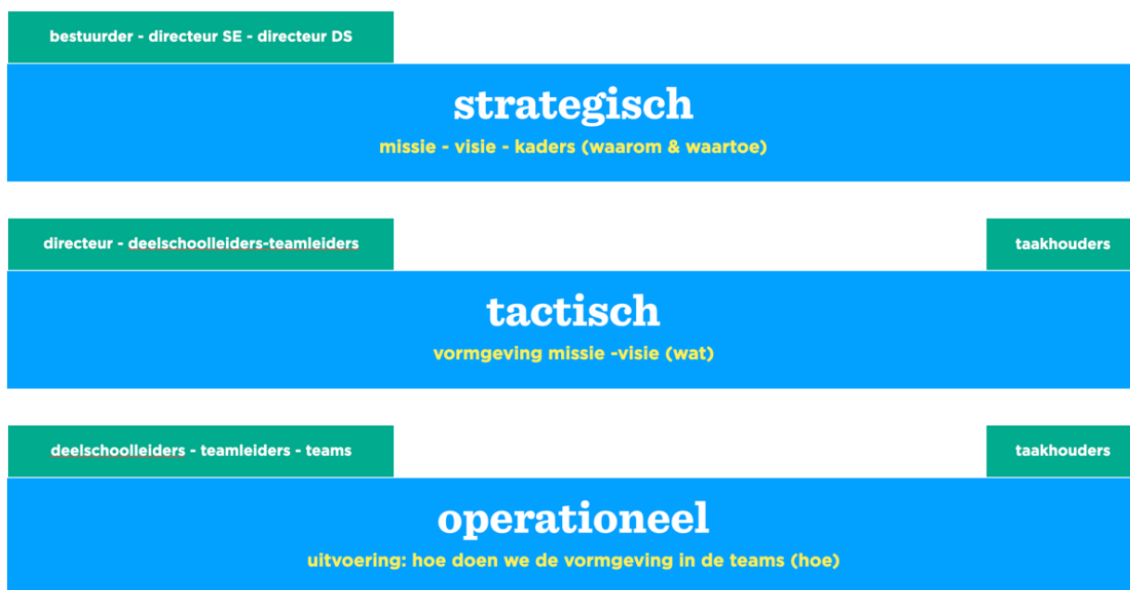 bestuurder - directeur SE - directeur DS
strategisch
missie - visie - kaders (waarom & waartoe)
directeur - deelschoolleiders-teamleiders
taakhouders
tactisch
vormgeving missie -visie (wat)
deelschoolleiders - teamleiders - teams
taakhouders
operationeel
uitvoering: hoe doen we de vormgeving in de teams (hoe)